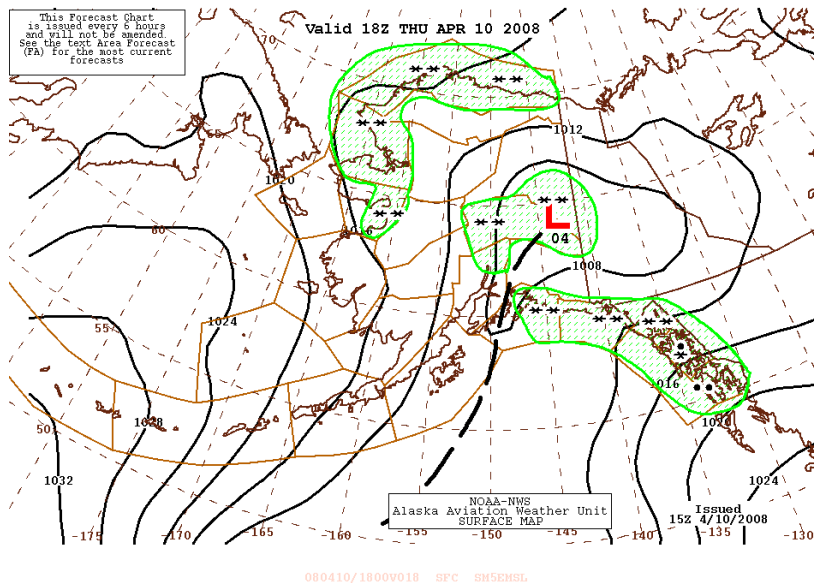 This Forecast Chart
is issued every 6 hours
and will not be amended.
See the text Area Forecast
(FA) for the most current
forecasts
Valid 18Z THU APR 10 2008
70
65
1012
1020
60
L
04
1008
1024
55
1016
1028
50
1020
1032
1024
NOAA-NWS
Alaska Aviation Weather Unit
SURFACE MAP
Issued
15Z 4/10/2008
-175
-170
-165
-160
-155
-150
-145
-140
-135
-130
080410/1800V018 SFC SM5EMSL